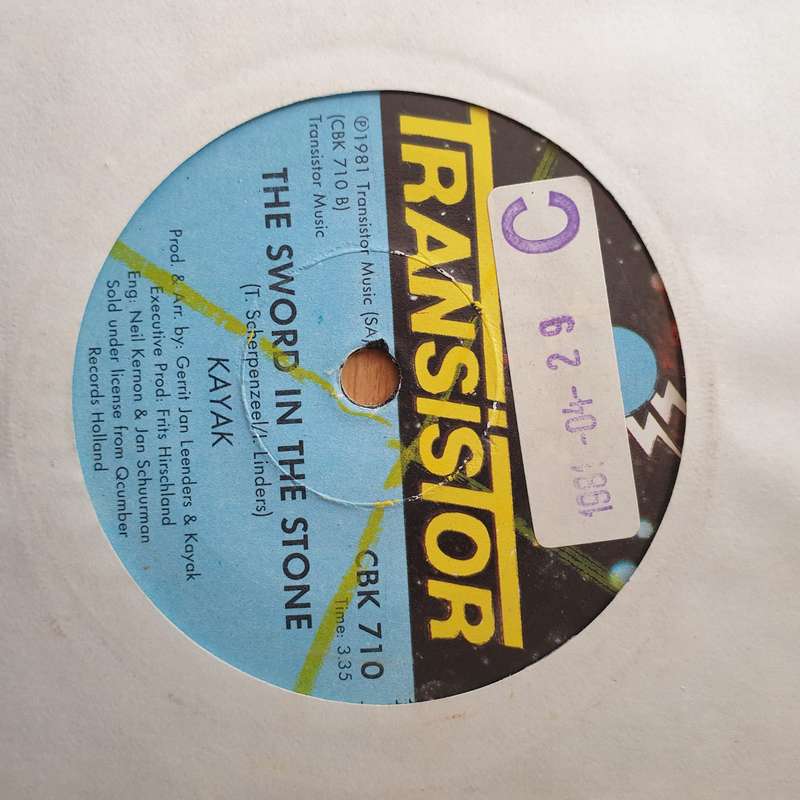 TRANSISTOR
C
1981-04-29
℗1981 Transistor Music (SA)
(CBK 710 B)
Transistor Music
CBK 710
Time: 3.35
THE SWORD IN THE STONE
(T. Scherpenzeel/I. Linders)
KAYAK
Prod. & Arr. by: Gerrit Jan Leenders & Kayak
Executive Prod: Frits Hirschland
Eng: Neil Kernon & Jan Schuurman
Sold under license from Qcumber
Records Holland